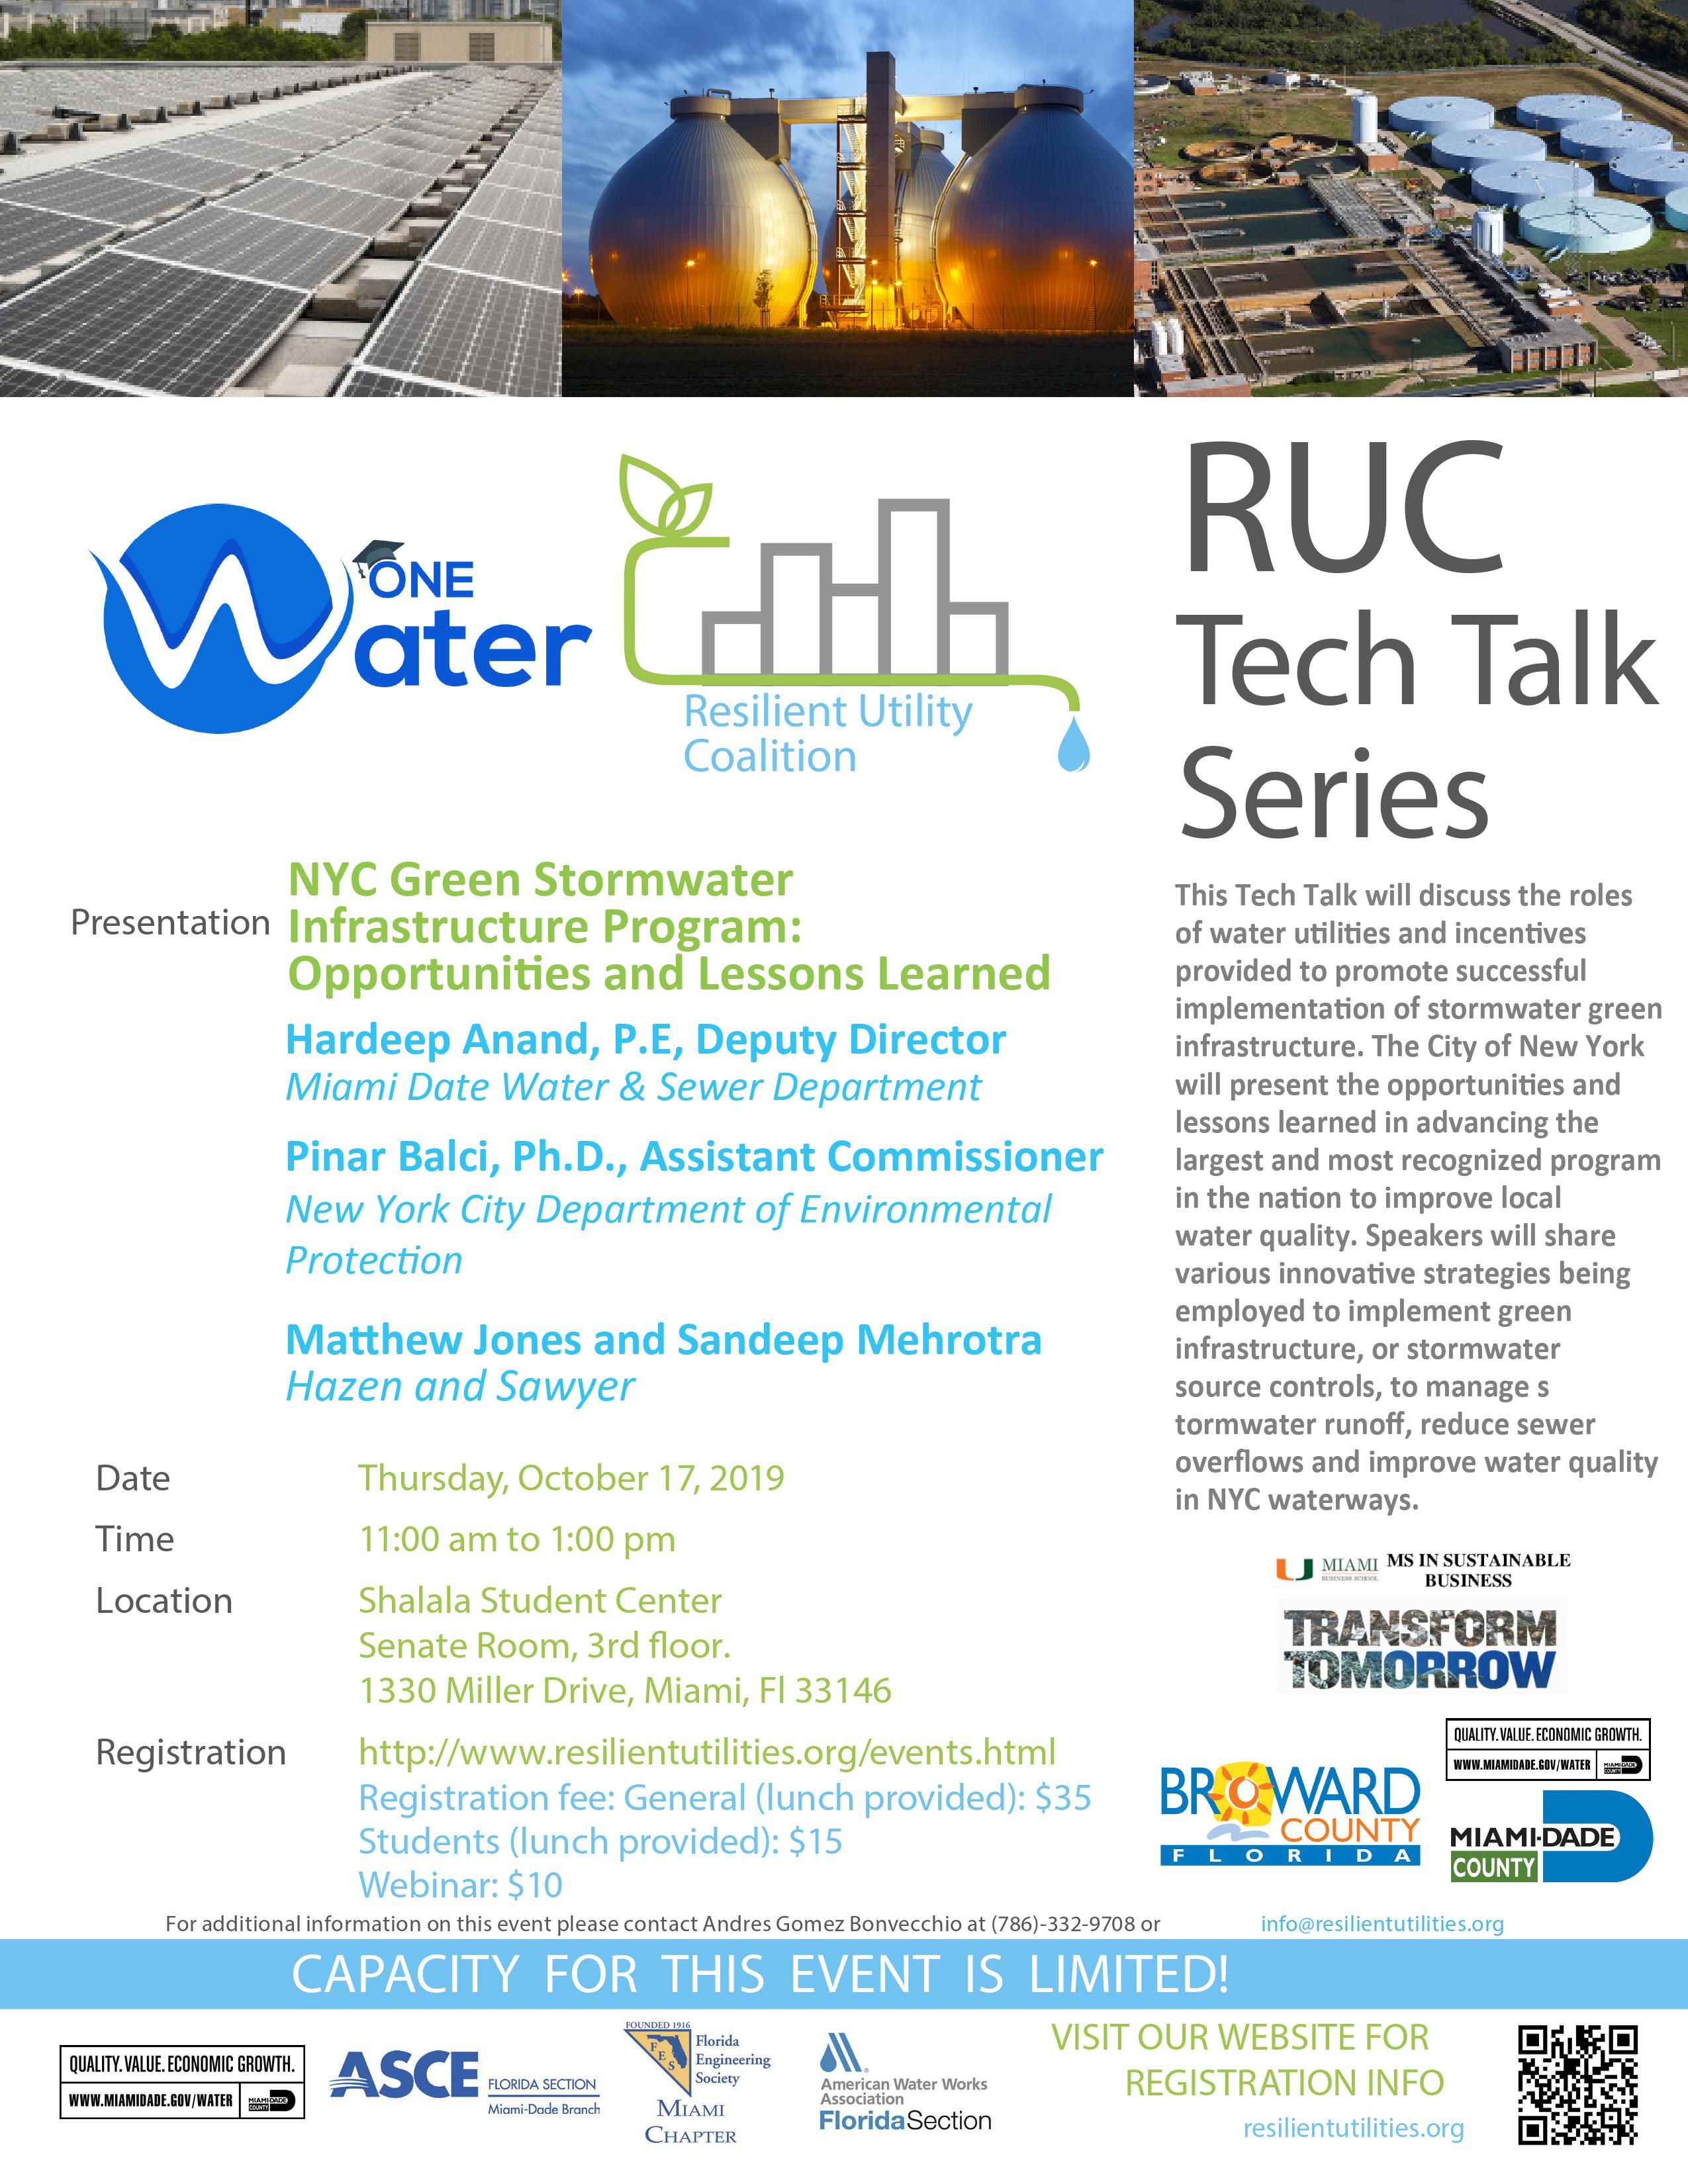 ONE
Water
Resilient Utility
Coalition
RUC
Tech Talk
Series
Presentation
NYC Green Stormwater
Infrastructure Program:
Opportunities and Lessons Learned
Hardeep Anand, P.E, Deputy Director
Miami Date Water & Sewer Department
Pinar Balci, Ph.D., Assistant Commissioner
New York City Department of Environmental
Protection
Matthew Jones and Sandeep Mehrotra
Hazen and Sawyer
Date Thursday, October 17, 2019
Time 11:00 am to 1:00 pm
Location Shalala Student Center
Senate Room, 3rd floor.
1330 Miller Drive, Miami, Fl 33146
Registration http://www.resilientutilities.org/events.html
Registration fee: General (lunch provided): $35
Students (lunch provided): $15
Webinar: $10
This Tech Talk will discuss the roles
of water utilities and incentives
provided to promote successful
implementation of stormwater green
infrastructure. The City of New York
will present the opportunities and
lessons learned in advancing the
largest and most recognized program
in the nation to improve local
water quality. Speakers will share
various innovative strategies being
employed to implement green
infrastructure, or stormwater
source controls, to manage s
tormwater runoff, reduce sewer
overflows and improve water quality
in NYC waterways.
MIAMI
BUSINESS SCHOOL
MS IN SUSTAINABLE
BUSINESS
TRANSFORM
TOMORROW
BROWARD
COUNTY
FLORIDA
QUALITY. VALUE. ECONOMIC GROWTH.
WWW.MIAMIDADE.GOV/WATER MIAMI-DADE COUNTY
MIAMI-DADE
COUNTY
For additional information on this event please contact Andres Gomez Bonvecchio at (786)-332-9708 or info@resilientutilities.org
CAPACITY FOR THIS EVENT IS LIMITED!
QUALITY. VALUE. ECONOMIC GROWTH.
WWW.MIAMIDADE.GOV/WATER MIAMI-DADE COUNTY
ASCE
FLORIDA SECTION
Miami-Dade Branch
FOUNDED 1916
FES
Florida
Engineering
Society
MIAMI
CHAPTER
American Water Works
Association
Florida Section
VISIT OUR WEBSITE FOR
REGISTRATION INFO
resilientutilities.org